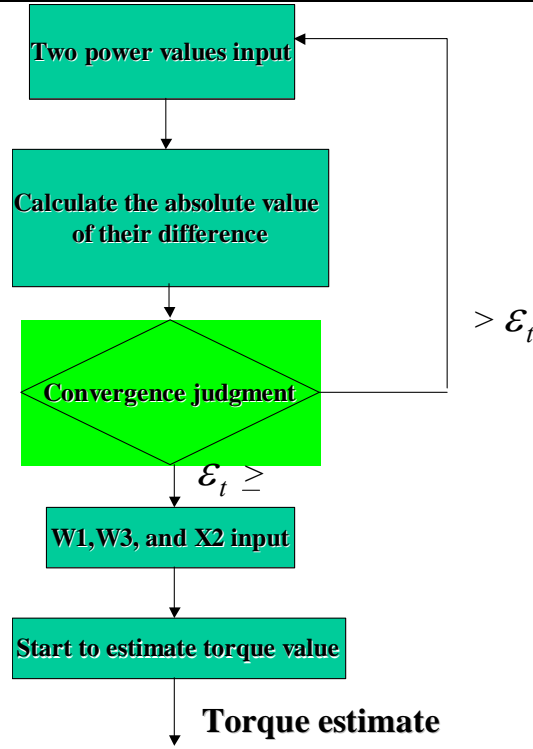 Two power values input
Calculate the absolute value
of their difference
> εt
Convergence judgment
εt ≥
W1,W3, and X2 input
Start to estimate torque value
Torque estimate